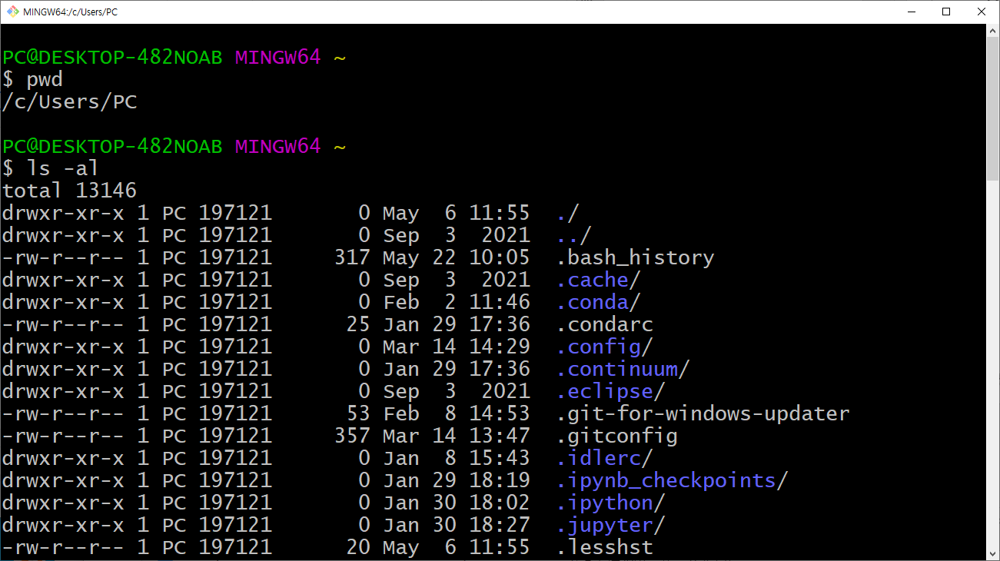 MINGW64:/c/Users/PC
PC@DESKTOP-482NOAB MINGW64 ~
$ pwd
/c/Users/PC
PC@DESKTOP-482NOAB MINGW64 ~
$ ls -al
total 13146
drwxr-xr-x 1 PC 197121       0 May  6 11:55  ./
drwxr-xr-x 1 PC 197121       0 Sep  3  2021  ../
-rw-r--r-- 1 PC 197121     317 May 22 10:05  .bash_history
drwxr-xr-x 1 PC 197121       0 Sep  3  2021  .cache/
drwxr-xr-x 1 PC 197121       0 Feb  2 11:46  .conda/
-rw-r--r-- 1 PC 197121      25 Jan 29 17:36  .condarc
drwxr-xr-x 1 PC 197121       0 Mar 14 14:29  .config/
drwxr-xr-x 1 PC 197121       0 Jan 29 17:36  .continuum/
drwxr-xr-x 1 PC 197121       0 Sep  3  2021  .eclipse/
-rw-r--r-- 1 PC 197121      53 Feb  8 14:53  .git-for-windows-updater
-rw-r--r-- 1 PC 197121     357 Mar 14 13:47  .gitconfig
drwxr-xr-x 1 PC 197121       0 Jan  8 15:43  .idlerc/
drwxr-xr-x 1 PC 197121       0 Jan 29 18:19  .ipynb_checkpoints/
drwxr-xr-x 1 PC 197121       0 Jan 30 18:02  .ipython/
drwxr-xr-x 1 PC 197121       0 Jan 30 18:27  .jupyter/
-rw-r--r-- 1 PC 197121      20 May  6 11:55  .lesshst